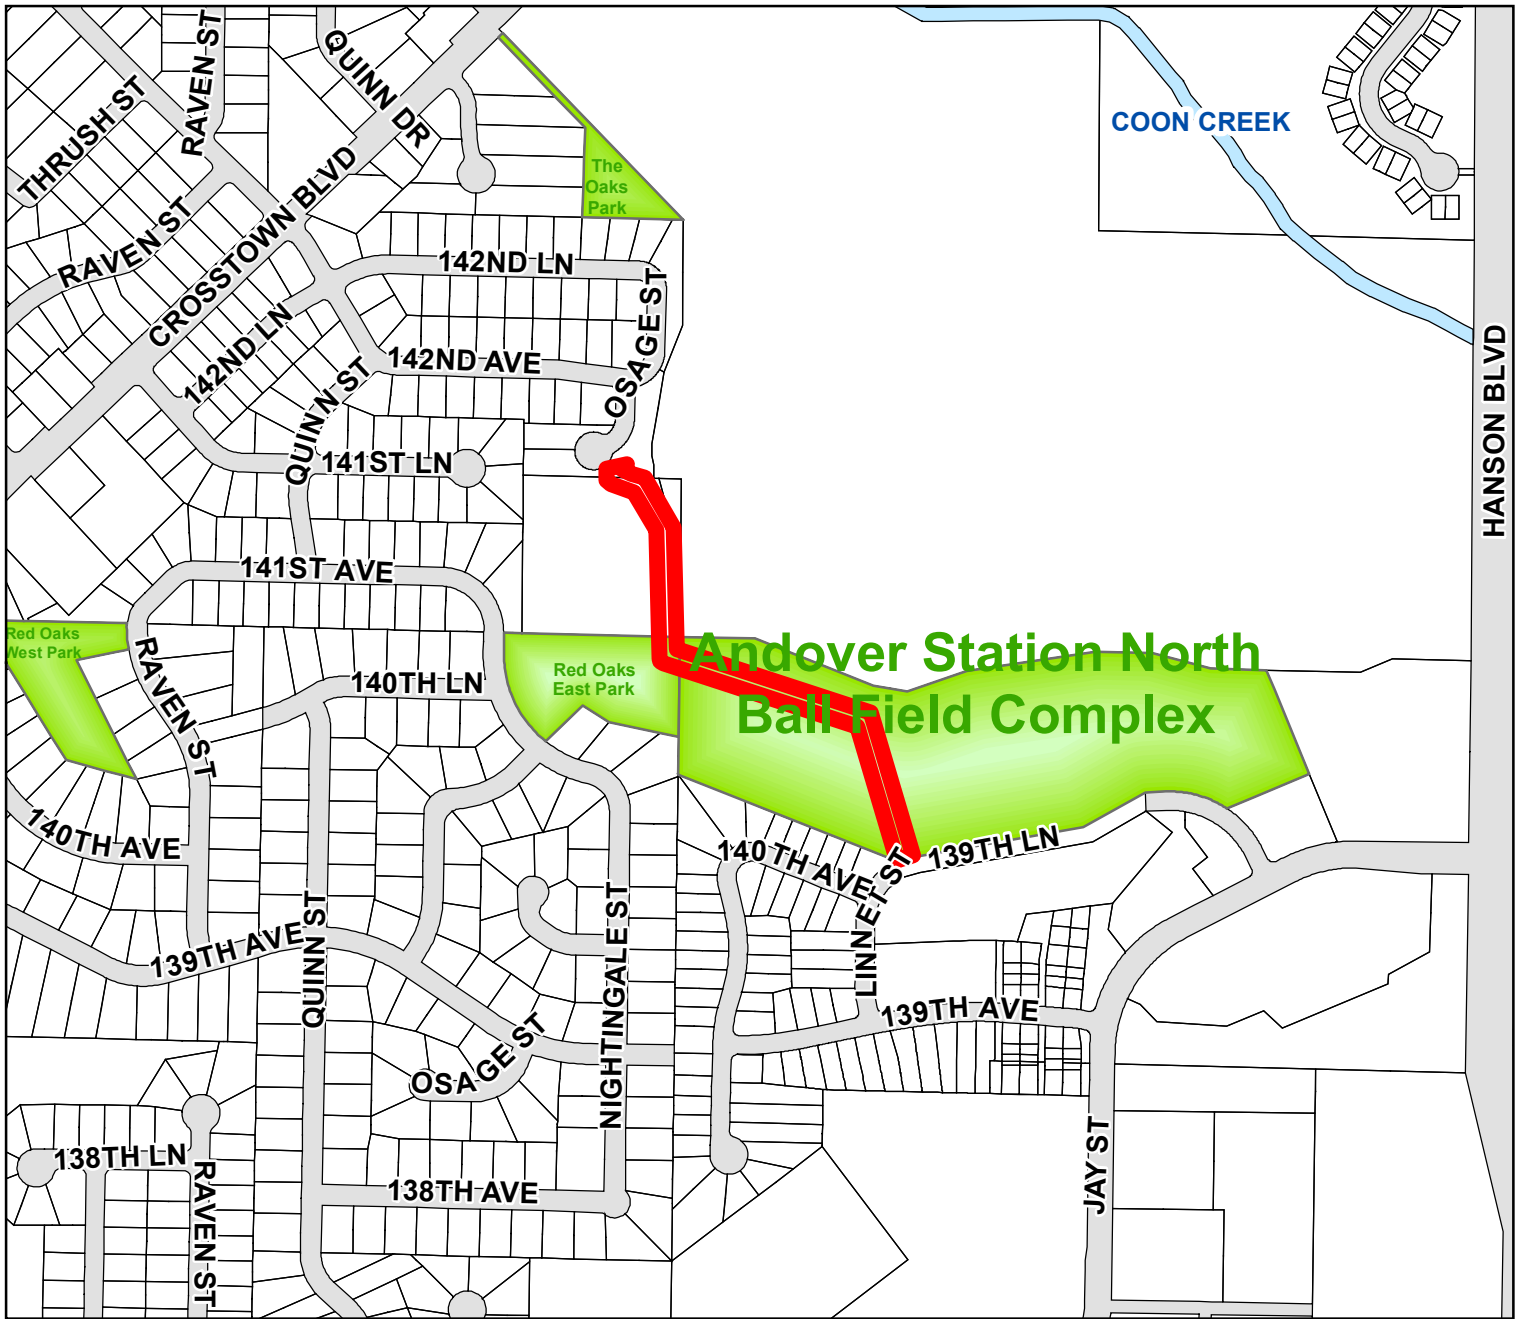 RAVEN ST
QUINN DR
THRUSH ST
COON CREEK
CROSSTOWN BLVD
The
Oaks
Park
RAVEN ST
142ND LN
OSAGE ST
142ND LN
142ND AVE
HANSON BLVD
QUINN ST
141ST LN
141ST AVE
Red Oaks
West Park
RAVEN ST
Andover Station North
Ball Field Complex
Red Oaks
East Park
140TH LN
140TH AVE
140TH AVE
139TH LN
LINNET ST
139TH AVE
QUINN ST
NIGHTINGALE ST
139TH AVE
OSAGE ST
138TH LN
RAVEN ST
138TH AVE
JAY ST